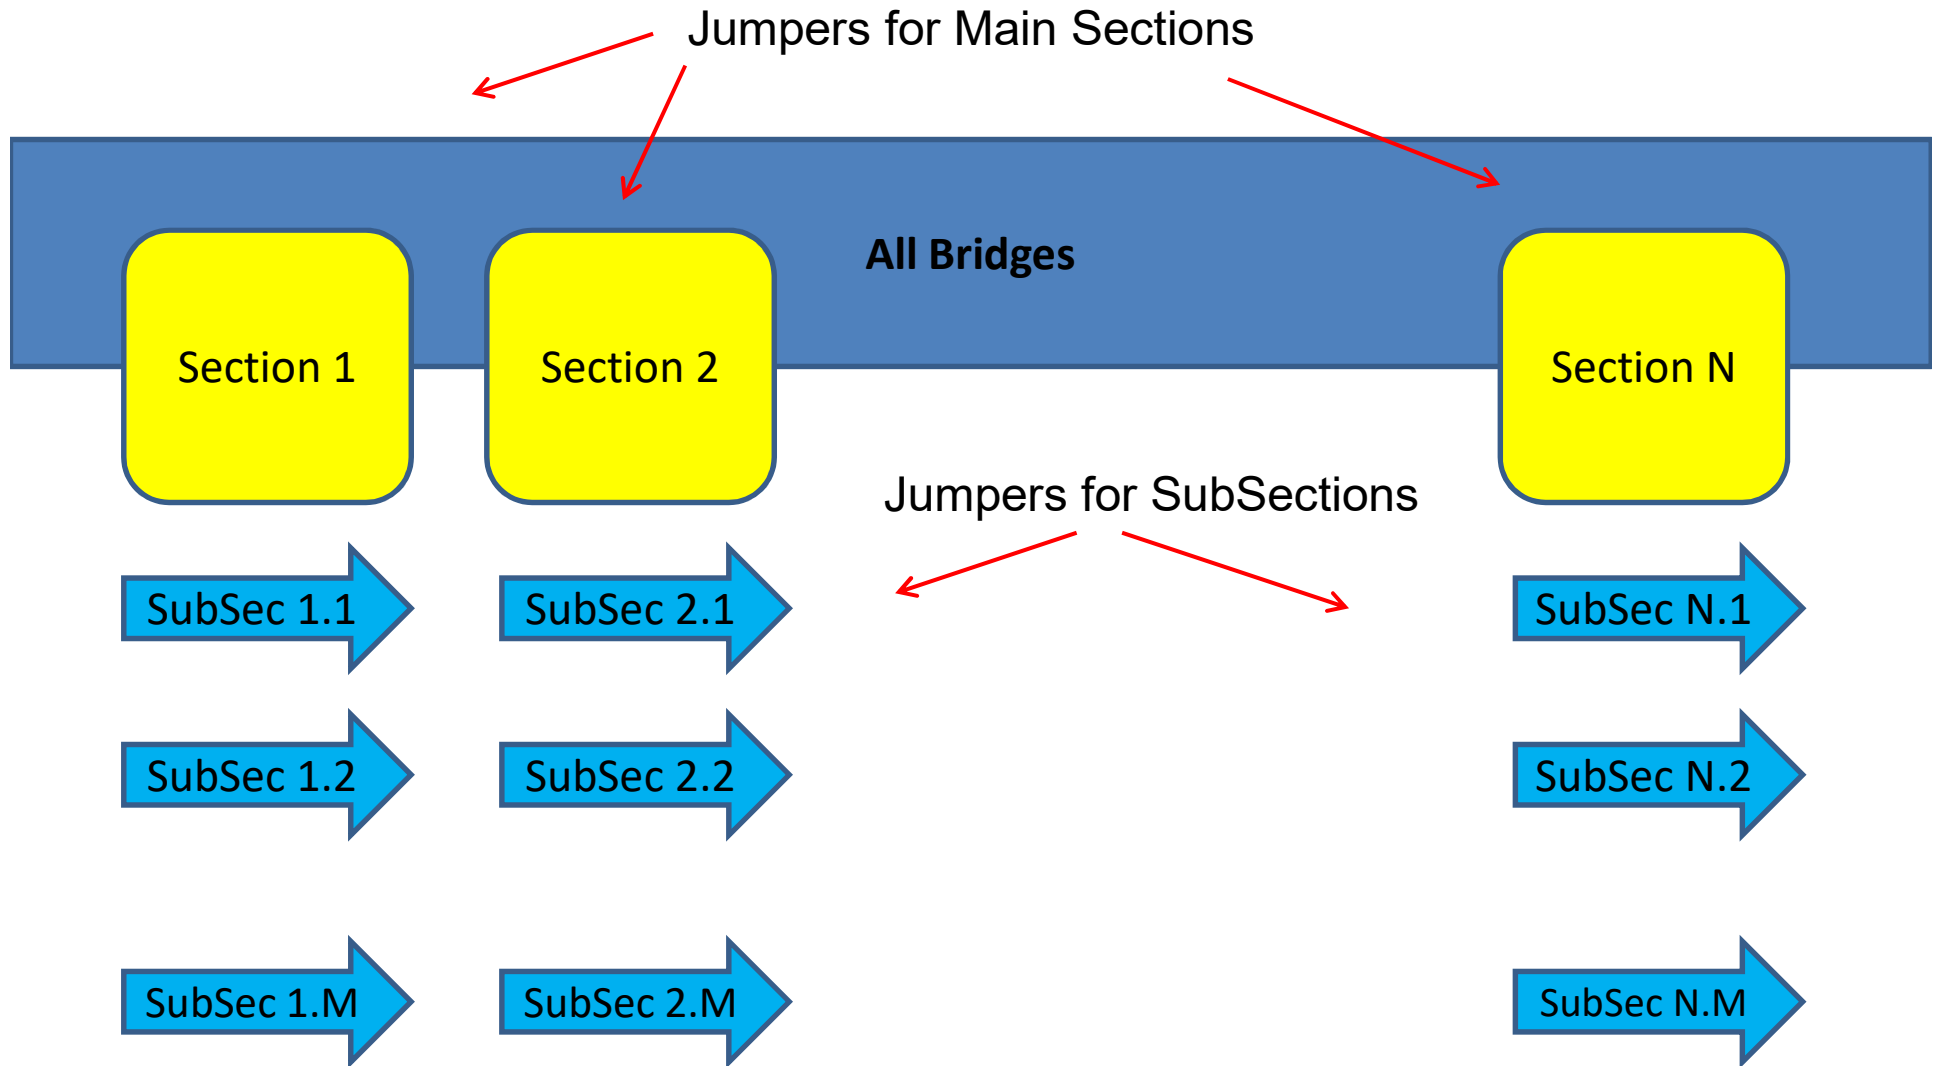 Jumpers for Main Sections
All Bridges
Section 1
Section 2
Section N
Jumpers for SubSections
SubSec 1.1
SubSec 2.1
SubSec N.1
SubSec 1.2
SubSec 2.2
SubSec N.2
SubSec 1.M
SubSec 2.M
SubSec N.M